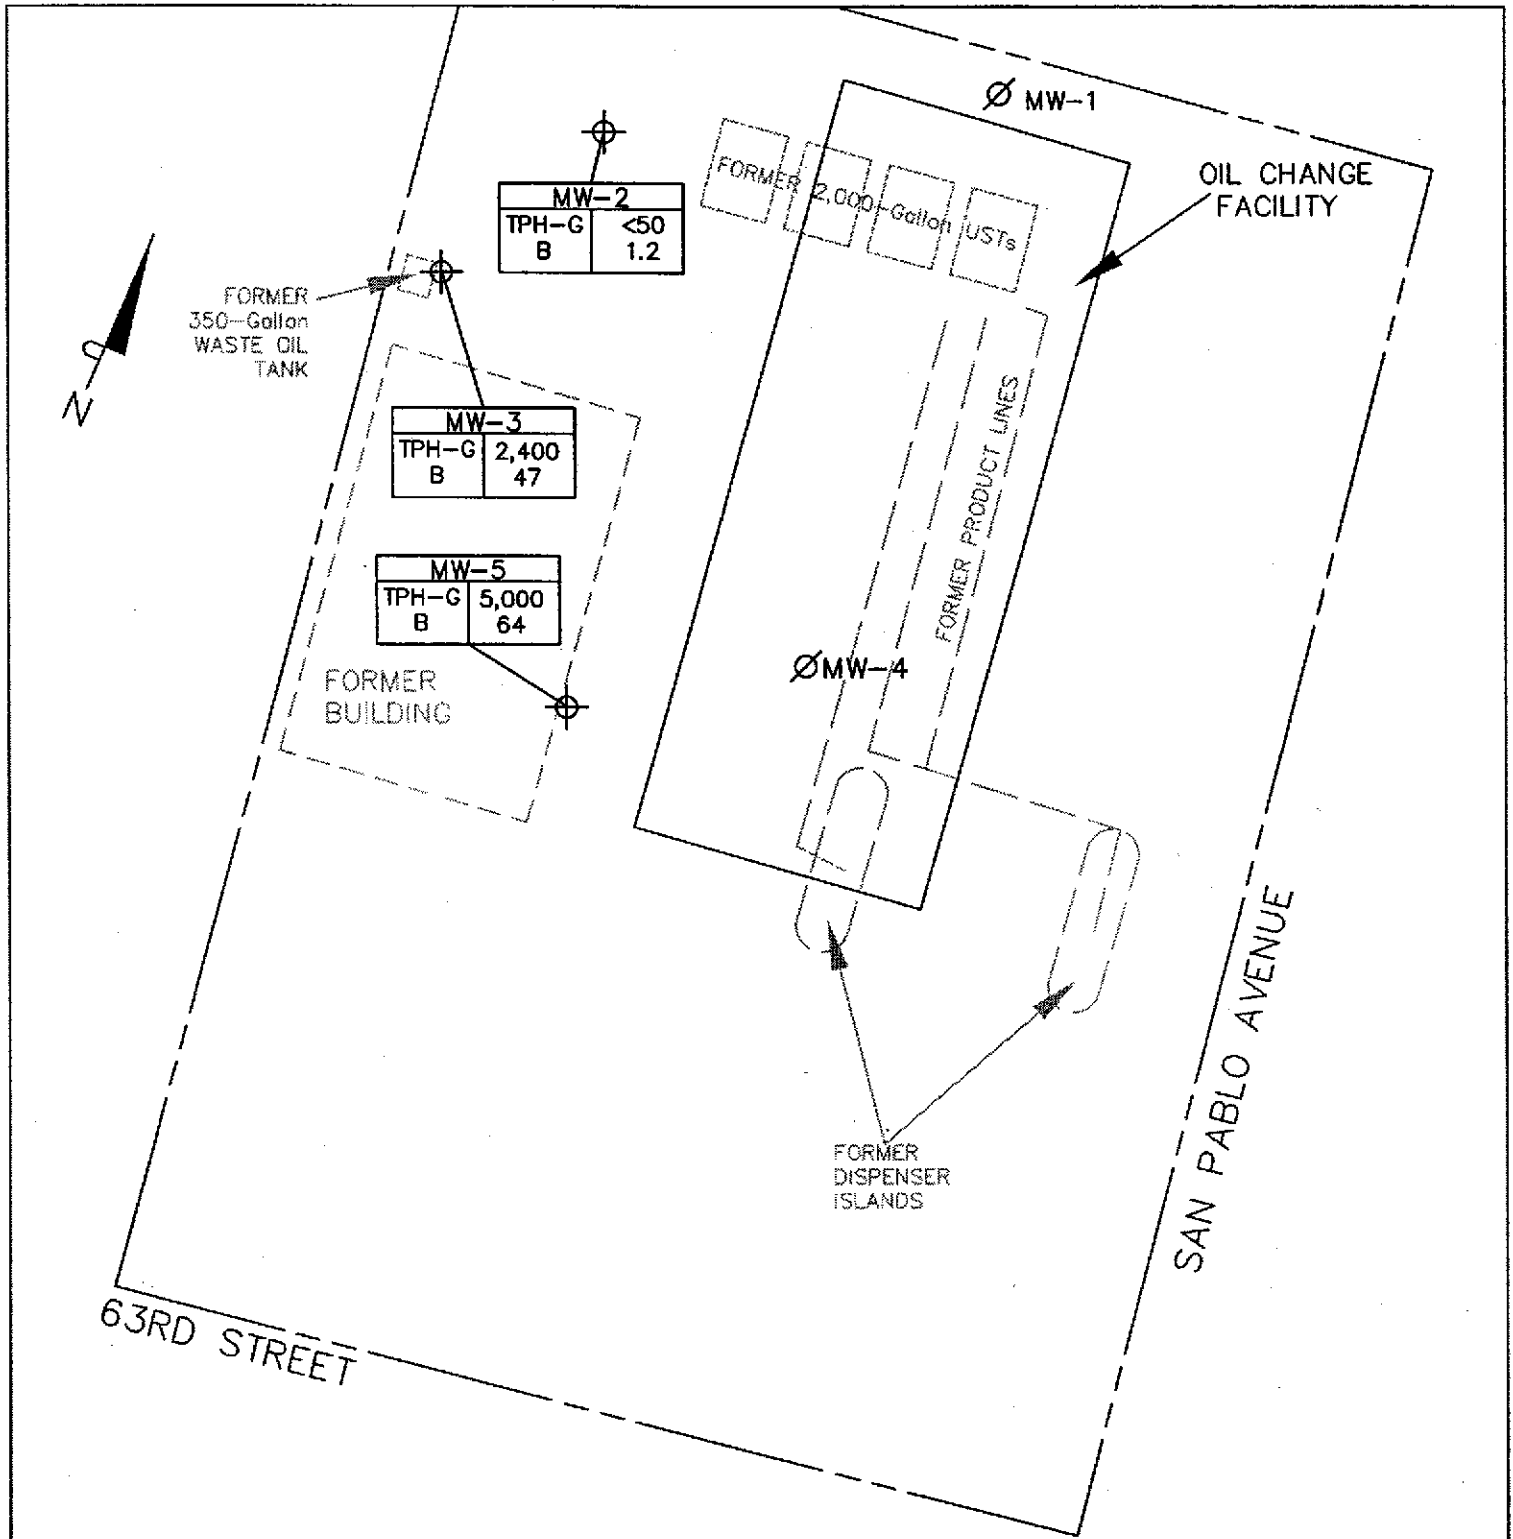 Ø MW-1
OIL CHANGE
FACILITY
FORMER 2,000-Gallon USTs
MW-2
TPH-G <50
B 1.2
FORMER
350-Gallon
WASTE OIL
TANK
N
MW-3
TPH-G 2,400
B 47
FORMER PRODUCT LINES
MW-5
TPH-G 5,000
B 64
ØMW-4
FORMER
BUILDING
SAN PABLO AVENUE
FORMER
DISPENSER
ISLANDS
63RD STREET